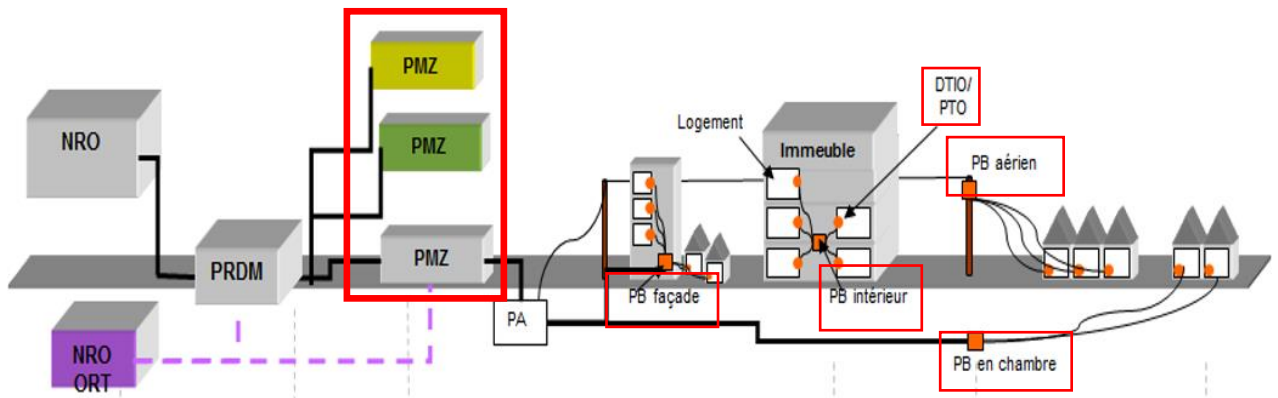 PMZ
DTIO/
PTO
NRO
Logement
PMZ
Immeuble
PB aérien
PRDM
PMZ
PB façade
PB intérieur
PA
NRO
ORT
PB en chambre